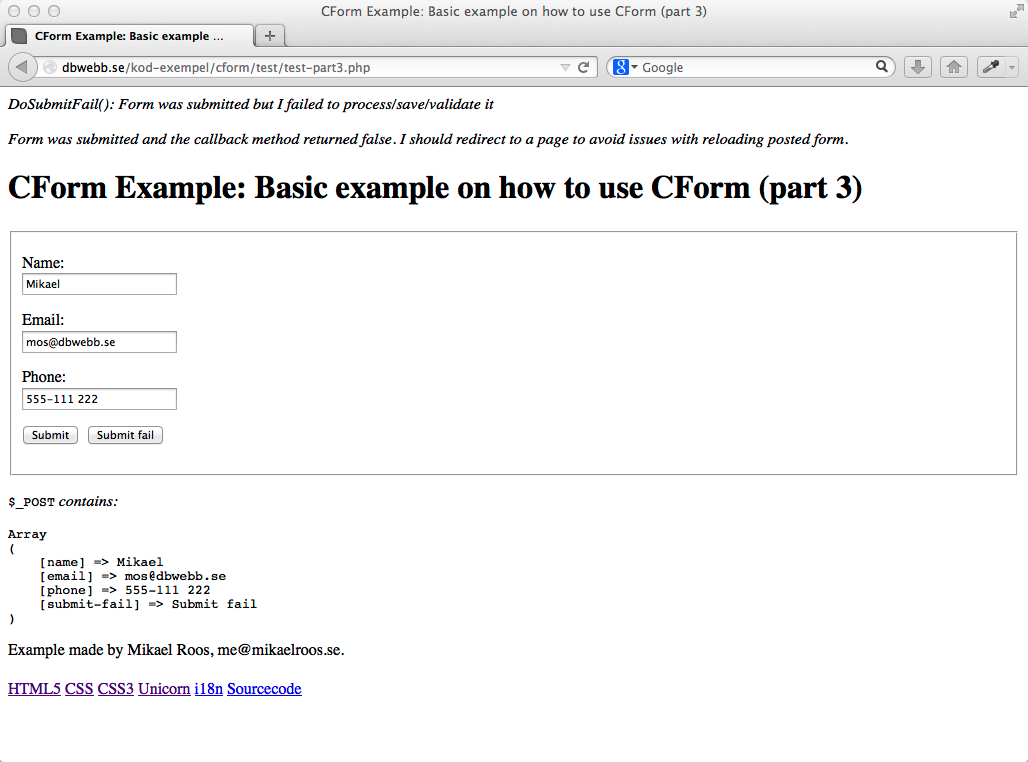 CForm Example: Basic example on how to use CForm (part 3)
CForm Example: Basic example ...
dbwebb.se/kod-exempel/cform/test/test-part3.php
Google
DoSubmitFail(): Form was submitted but I failed to process/save/validate it
Form was submitted and the callback method returned false. I should redirect to a page to avoid issues with reloading posted form.
CForm Example: Basic example on how to use CForm (part 3)
Name:
Mikael
Email:
mos@dbwebb.se
Phone:
555-111 222
Submit Submit fail
$_POST contains:
Array
(
[name] => Mikael
[email] => mos@dbwebb.se
[phone] => 555-111 222
[submit-fail] => Submit fail
)
Example made by Mikael Roos, me@mikaelroos.se.
HTML5 CSS CSS3 Unicorn i18n Sourcecode